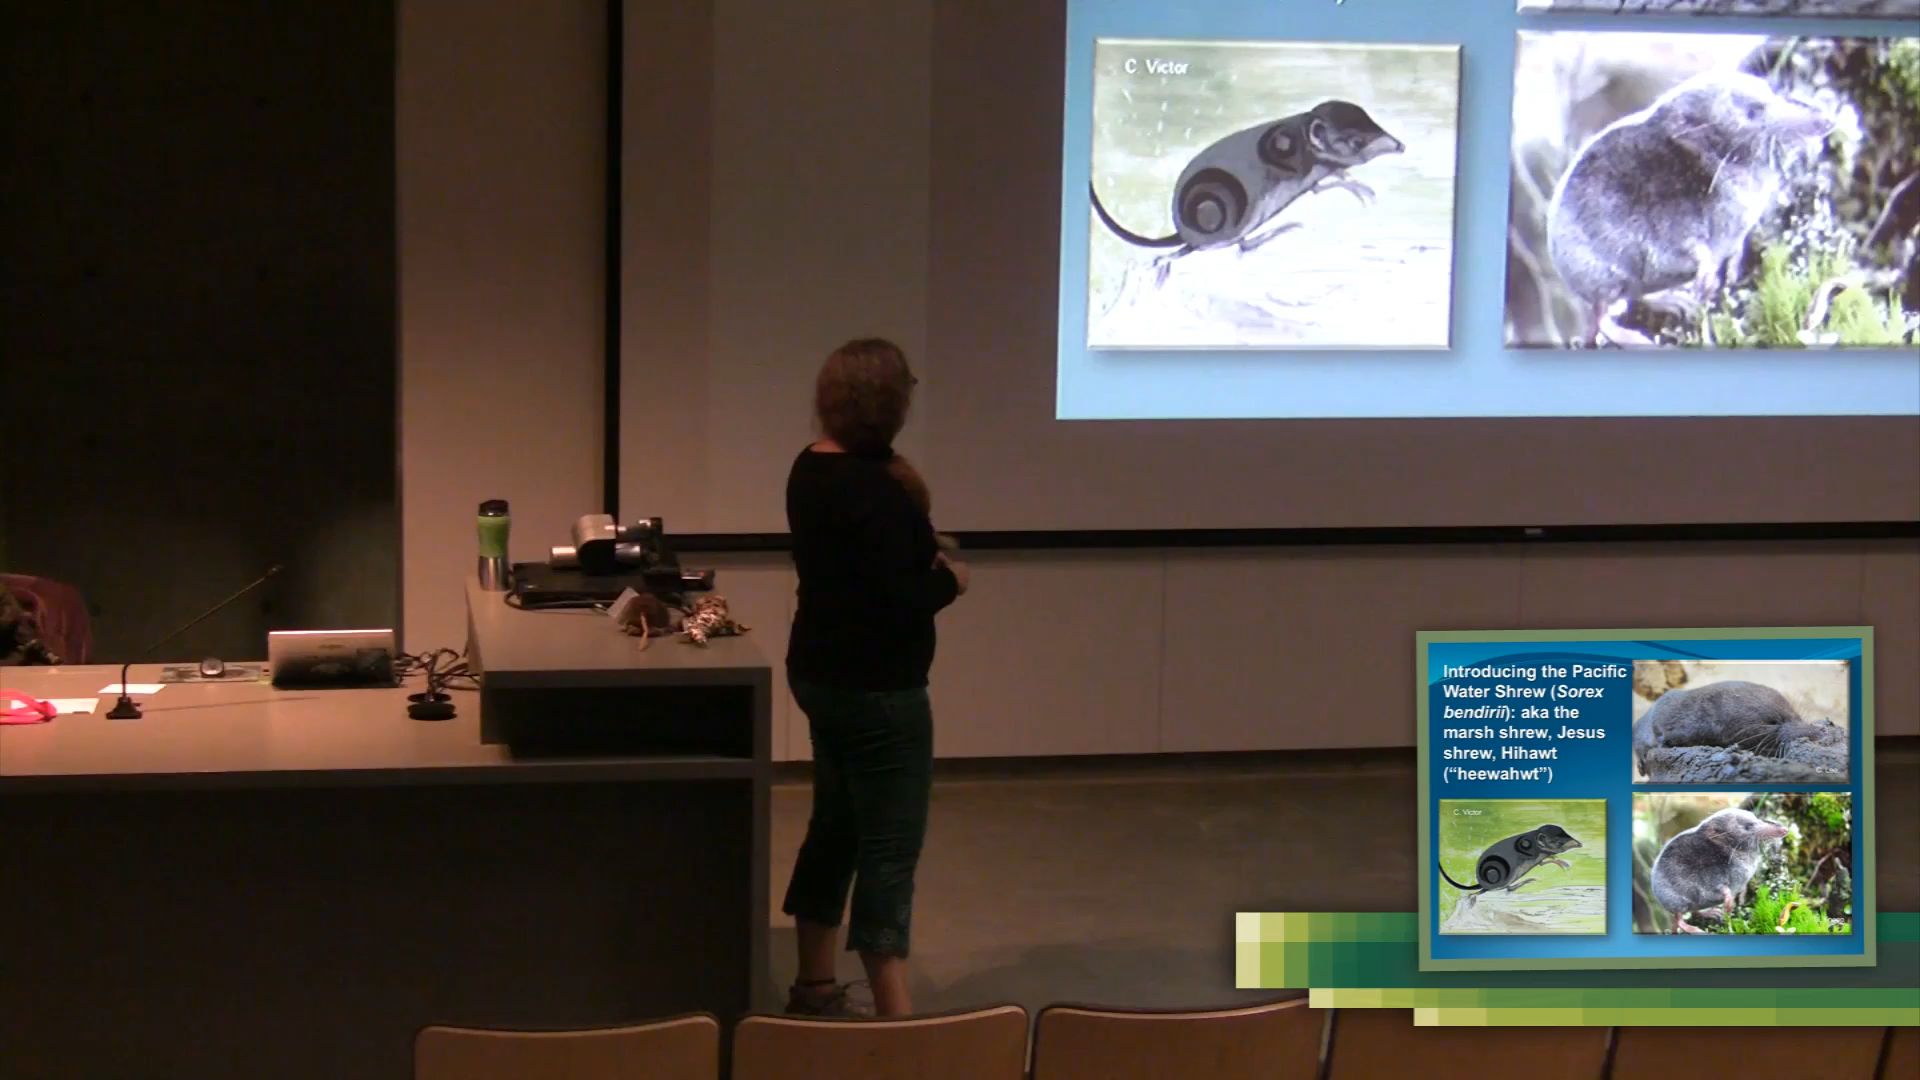 C. Victor
Introducing the Pacific
Water Shrew (Sorex
bendirii): aka the
marsh shrew, Jesus
shrew, Hihawt
(“heewahwt”)
C. Victor